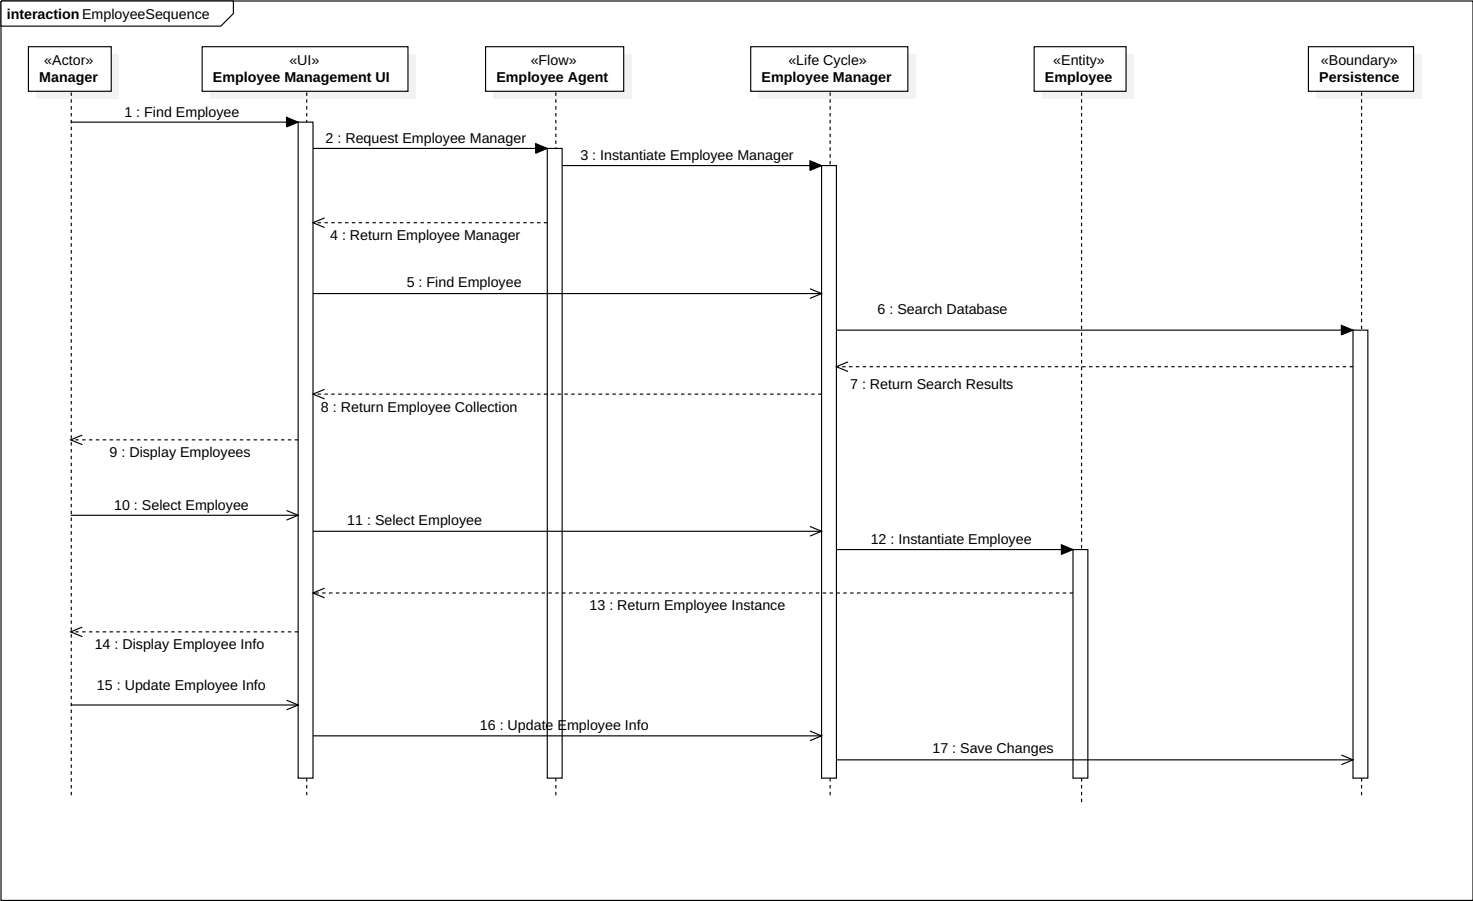 interaction EmployeeSequence
«Actor»
Manager
«UI»
Employee Management UI
«Flow»
Employee Agent
«Life Cycle»
Employee Manager
«Entity»
Employee
«Boundary»
Persistence
1 : Find Employee
2 : Request Employee Manager
3 : Instantiate Employee Manager
4 : Return Employee Manager
5 : Find Employee
6 : Search Database
7 : Return Search Results
8 : Return Employee Collection
9 : Display Employees
10 : Select Employee
11 : Select Employee
12 : Instantiate Employee
13 : Return Employee Instance
14 : Display Employee Info
15 : Update Employee Info
16 : Update Employee Info
17 : Save Changes